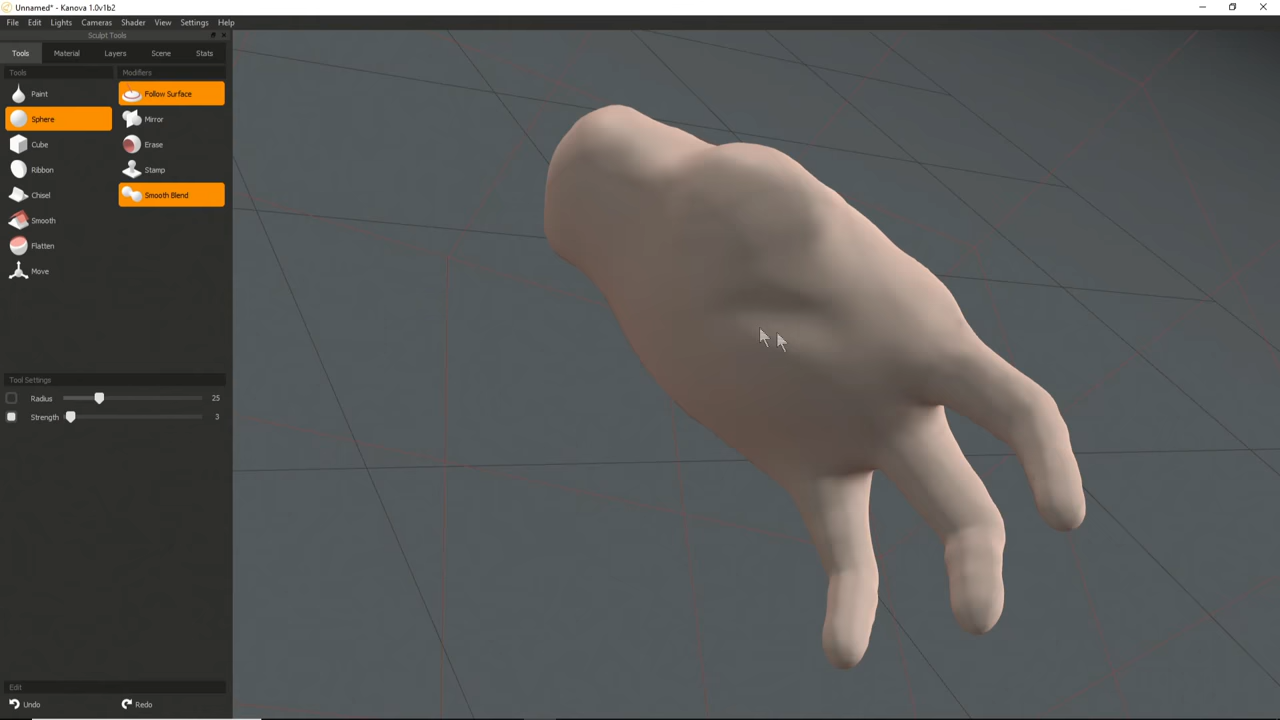 Unnamed* - Kanova 1.0v1b2
File Edit Lights Cameras Shader View Settings Help
Sculpt Tools
Tools Material Layers Scene Stats
Tools Modifiers
Paint Follow Surface
Sphere Mirror
Cube Erase
Ribbon Stamp
Chisel Smooth Blend
Smooth
Flatten
Move
Tool Settings
Radius 25
Strength 3
Edit
Undo Redo